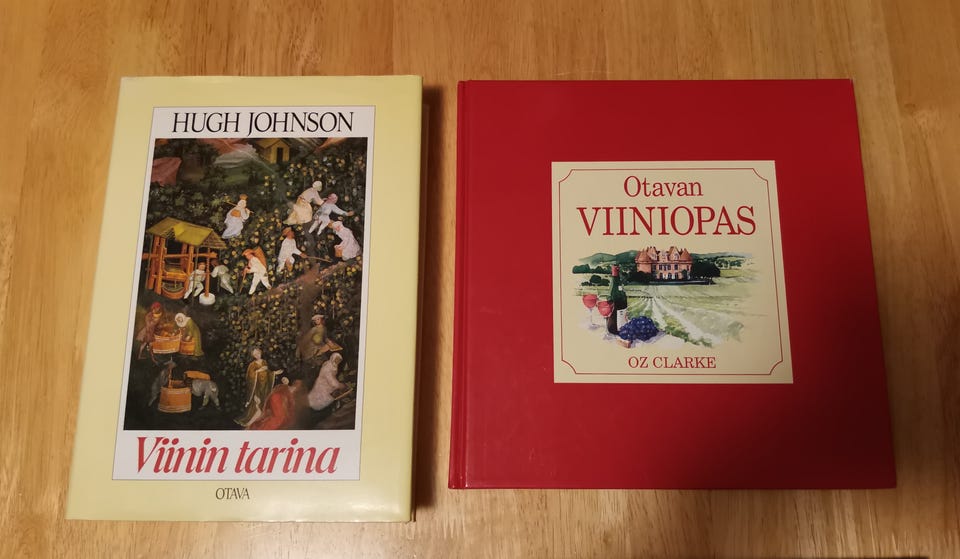 HUGH JOHNSON
Viinin tarina
OTAVA
Otavan
VIINIOPAS
OZ CLARKE